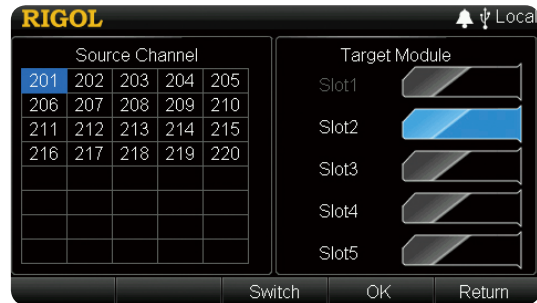 RIGOL Local
Source Channel
201 202 203 204 205
206 207 208 209 210
211 212 213 214 215
216 217 218 219 220
Target Module
Slot1
Slot2
Slot3
Slot4
Slot5
Switch OK Return